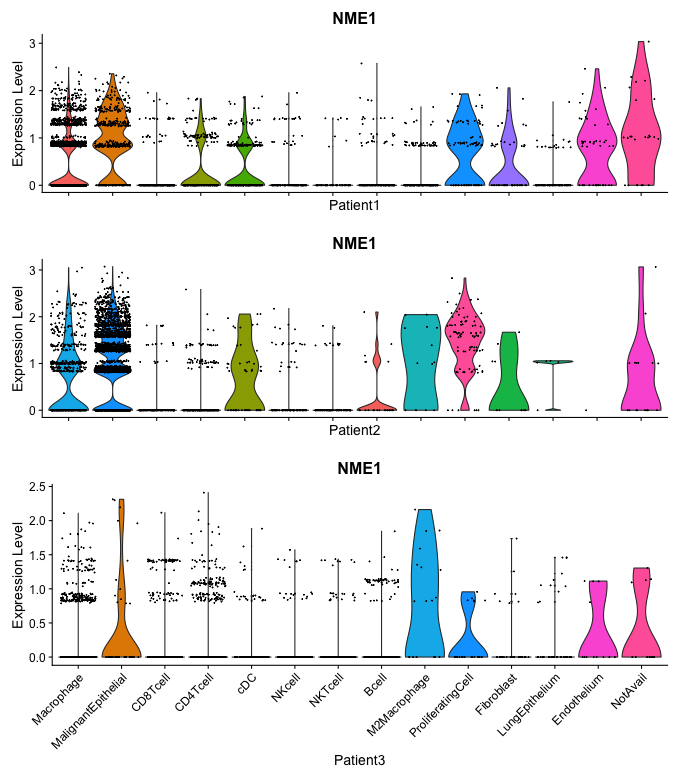 NME1
Expression Level
3
2
1
0
Patient1
NME1
Expression Level
3
2
1
0
Patient2
NME1
Expression Level
2.5
2.0
1.5
1.0
0.5
0.0
Macrophage
MalignantEpithelial
CD8Tcell
CD4Tcell
cDC
NKcell
NKTcell
Bcell
M2Macrophage
ProliferatingCell
Fibroblast
LungEpithelium
Endothelium
NotAvail
Patient3